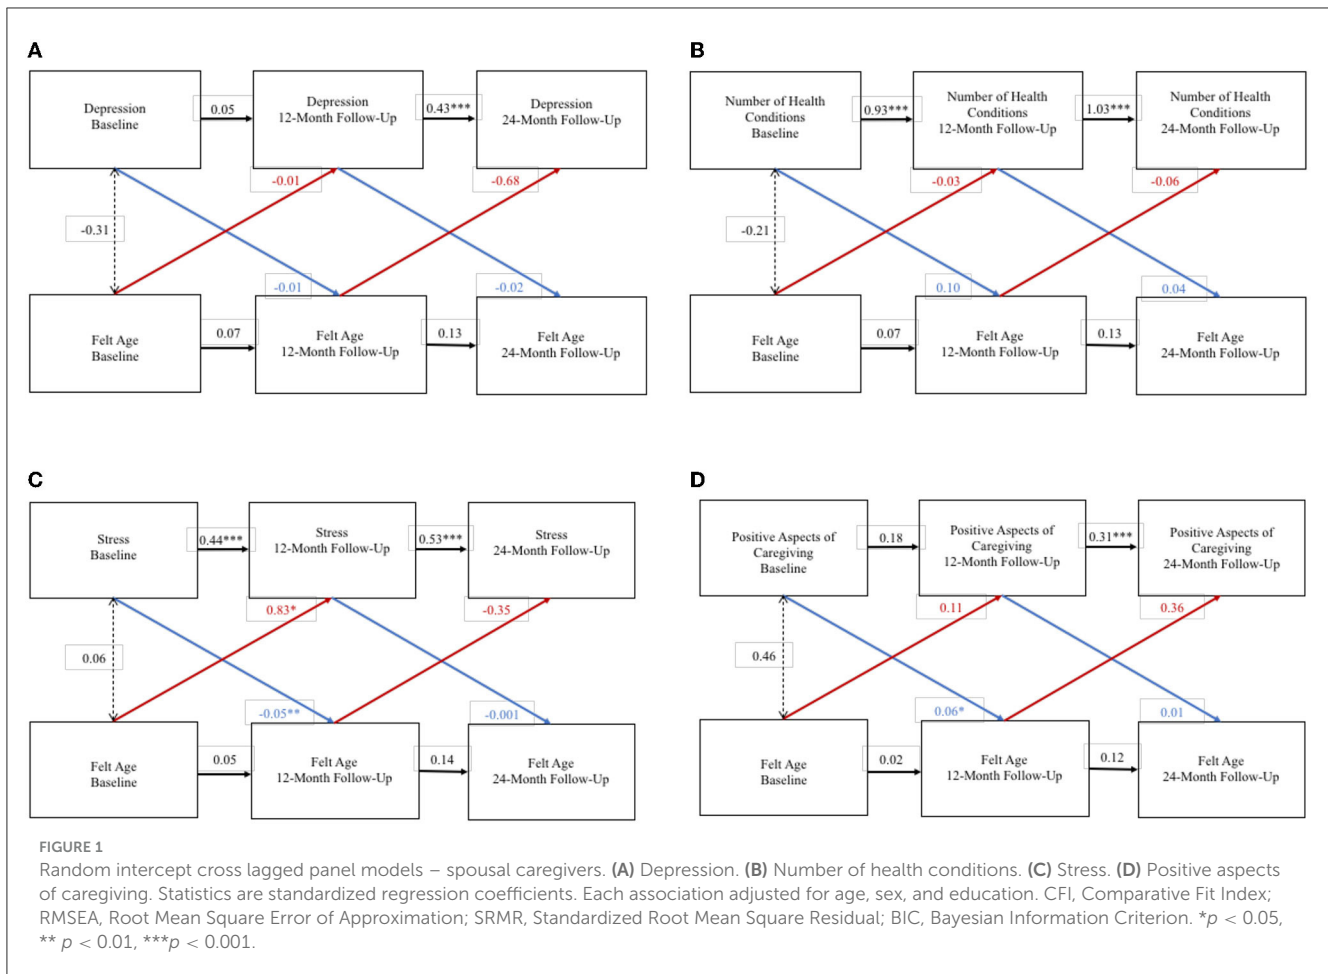 A
Depression
Baseline
0.05
Depression
12-Month Follow-Up
0.43***
Depression
24-Month Follow-Up
-0.01
-0.68
-0.31
-0.01
-0.02
Felt Age
Baseline
0.07
Felt Age
12-Month Follow-Up
0.13
Felt Age
24-Month Follow-Up
B
Number of Health
Conditions
Baseline
0.93***
Number of Health
Conditions
12-Month Follow-Up
1.03***
Number of Health
Conditions
24-Month Follow-Up
-0.03
-0.06
-0.21
0.10
0.04
Felt Age
Baseline
0.07
Felt Age
12-Month Follow-Up
0.13
Felt Age
24-Month Follow-Up
C
Stress
Baseline
0.44***
Stress
12-Month Follow-Up
0.53***
Stress
24-Month Follow-Up
0.83*
-0.35
0.06
-0.05**
-0.001
Felt Age
Baseline
0.05
Felt Age
12-Month Follow-Up
0.14
Felt Age
24-Month Follow-Up
D
Positive Aspects of
Caregiving
Baseline
0.18
Positive Aspects of
Caregiving
12-Month Follow-Up
0.31***
Positive Aspects of
Caregiving
24-Month Follow-Up
0.11
0.36
0.46
0.06*
0.01
Felt Age
Baseline
0.02
Felt Age
12-Month Follow-Up
0.12
Felt Age
24-Month Follow-Up
FIGURE 1
Random intercept cross lagged panel models – spousal caregivers. (A) Depression. (B) Number of health conditions. (C) Stress. (D) Positive aspects
of caregiving. Statistics are standardized regression coefficients. Each association adjusted for age, sex, and education. CFI, Comparative Fit Index;
RMSEA, Root Mean Square Error of Approximation; SRMR, Standardized Root Mean Square Residual; BIC, Bayesian Information Criterion. *p < 0.05,
** p < 0.01, ***p < 0.001.